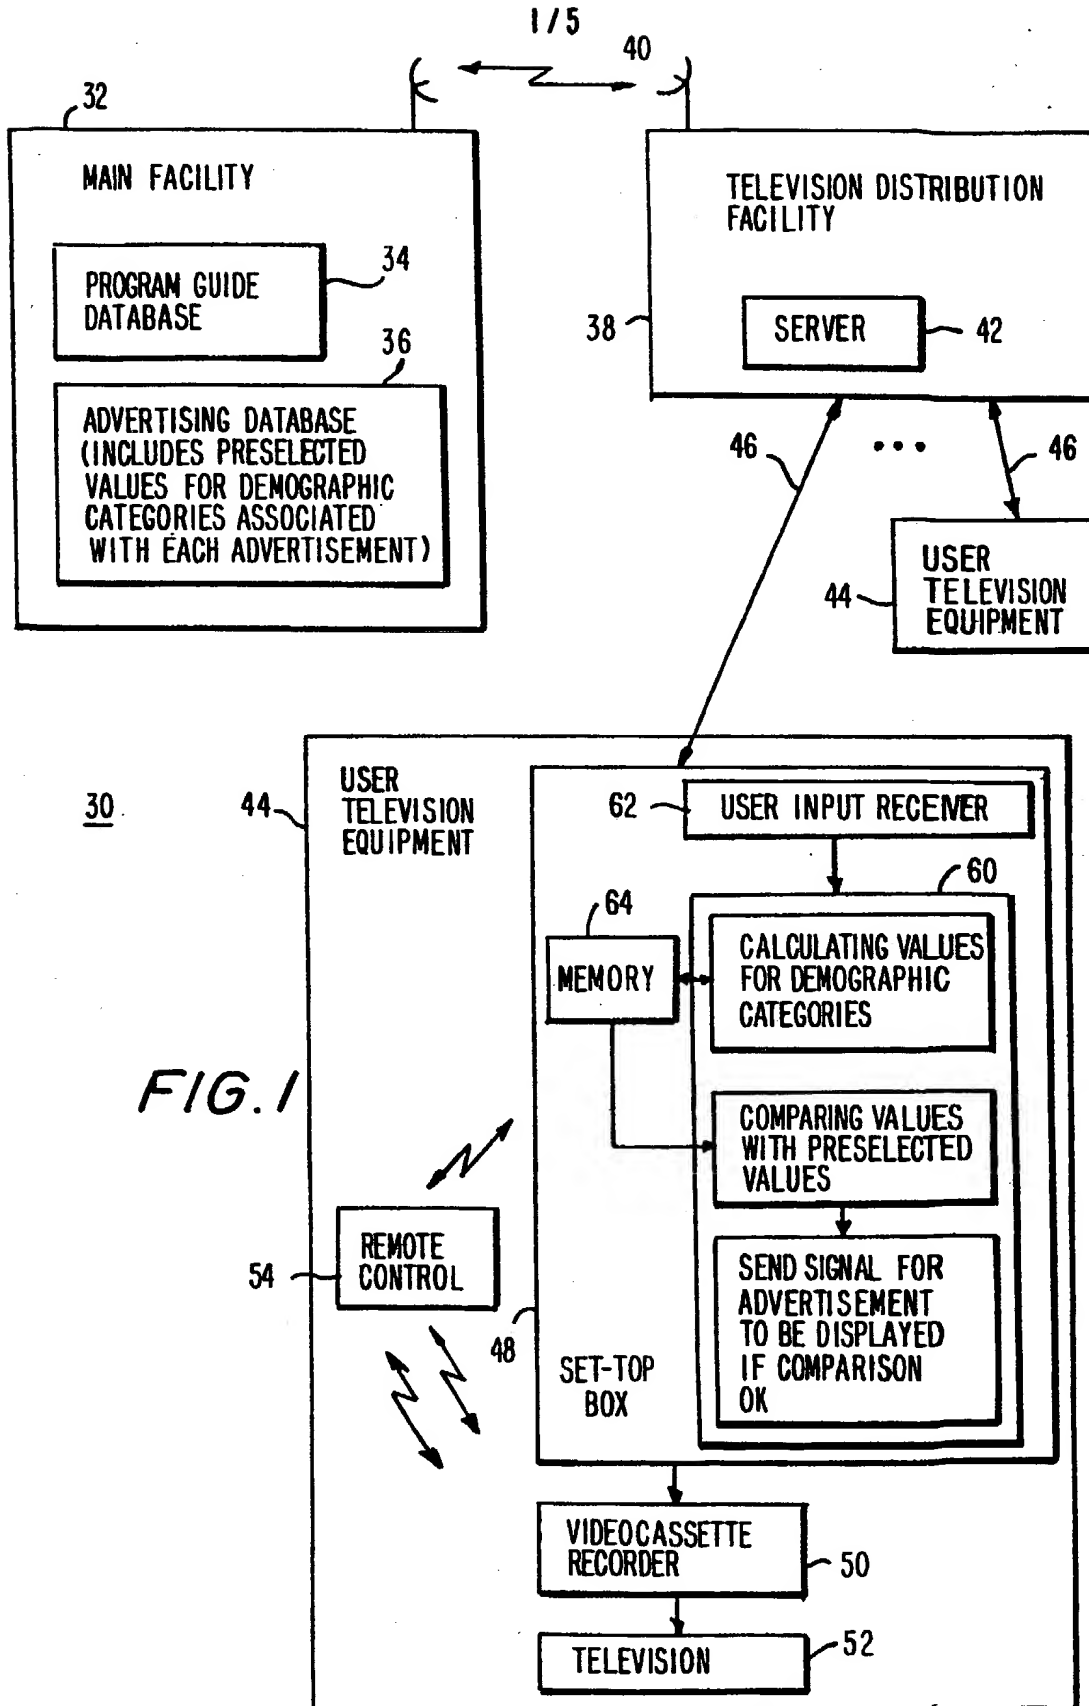 1/5
40
32
MAIN FACILITY
PROGRAM GUIDE
DATABASE
34
36
ADVERTISING DATABASE
(INCLUDES PRESELECTED
VALUES FOR DEMOGRAPHIC
CATEGORIES ASSOCIATED
WITH EACH ADVERTISEMENT)
TELEVISION DISTRIBUTION
FACILITY
38
SERVER
42
46
• • •
46
44
USER
TELEVISION
EQUIPMENT
30
44
USER
TELEVISION
EQUIPMENT
62
USER INPUT RECEIVER
60
64
MEMORY
CALCULATING VALUES
FOR DEMOGRAPHIC
CATEGORIES
FIG. 1
COMPARING VALUES
WITH PRESELECTED
VALUES
54
REMOTE
CONTROL
SEND SIGNAL FOR
ADVERTISEMENT
TO BE DISPLAYED
IF COMPARISON
OK
48
SET-TOP
BOX
VIDEOCASSETTE
RECORDER
50
TELEVISION
52